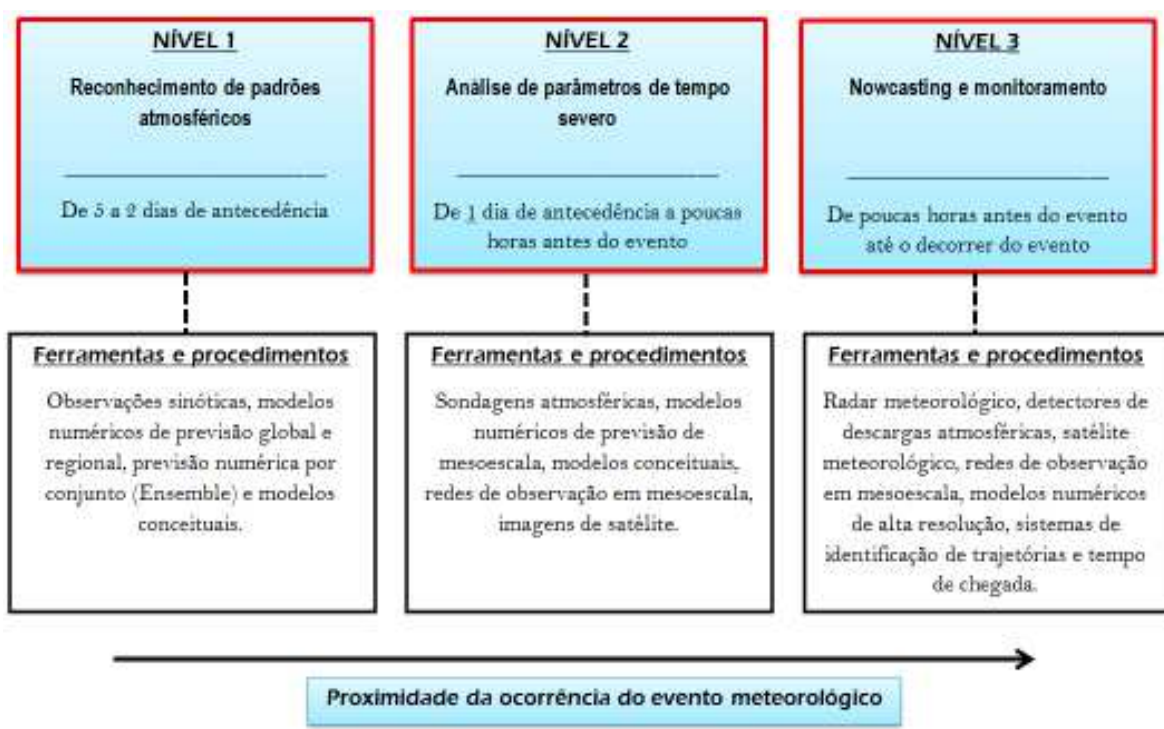 NÍVEL 1
Reconhecimento de padrões
atmosféricos
De 5 a 2 dias de antecedência
NÍVEL 2
Análise de parâmetros de tempo
severo
De 1 dia de antecedência a poucas
horas antes do evento
NÍVEL 3
Nowcasting e monitoramento
De poucas horas antes do evento
até o decorrer do evento
Ferramentas e procedimentos
Observações sinóticas, modelos
numéricos de previsão global e
regional, previsão numérica por
conjunto (Ensemble) e modelos
conceituais.
Ferramentas e procedimentos
Sondagens atmosféricas, modelos
numéricos de previsão de
mesoescala, modelos conceituais,
redes de observação em mesoescala,
imagens de satélite.
Ferramentas e procedimentos
Radar meteorológico, detectores de
descargas atmosféricas, satélite
meteorológico, redes de observação
em mesoescala, modelos numéricos
de alta resolução, sistemas de
identificação de trajetórias e tempo
de chegada.
Proximidade da ocorrência do evento meteorológico